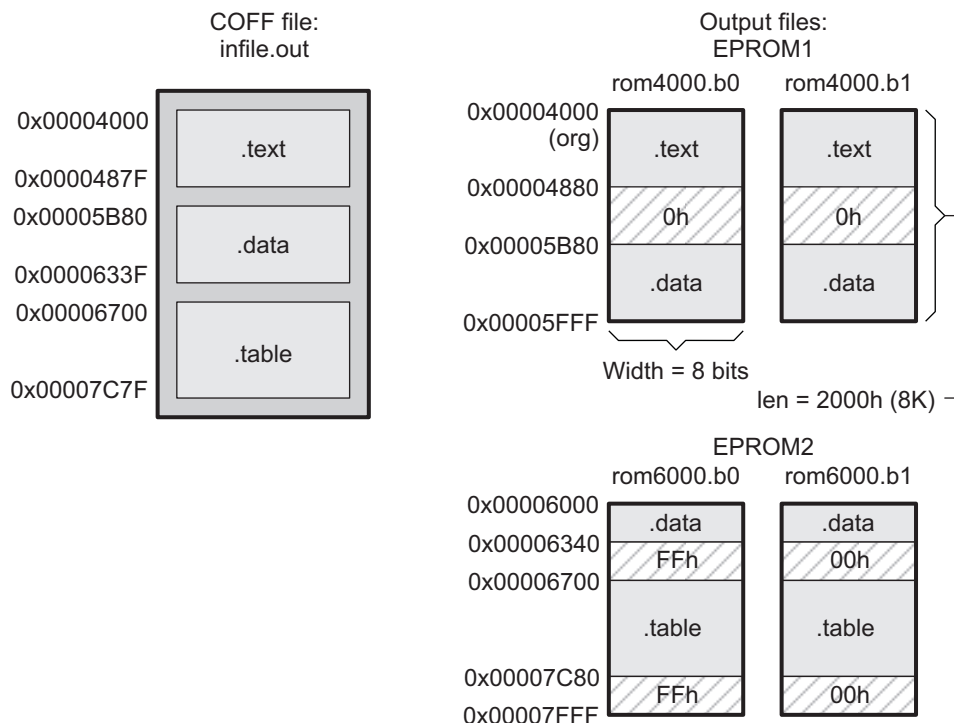 COFF file:
infile.out
0x00004000
.text
0x0000487F
0x00005B80
.data
0x0000633F
0x00006700
.table
0x00007C7F
Output files:
EPROM1
rom4000.b0
rom4000.b1
0x00004000
(org)
.text
.text
0x00004880
0h
0h
0x00005B80
.data
.data
0x00005FFF
Width = 8 bits
len = 2000h (8K)
EPROM2
rom6000.b0
rom6000.b1
0x00006000
.data
.data
0x00006340
FFh
00h
0x00006700
.table
.table
0x00007C80
FFh
00h
0x00007FFF